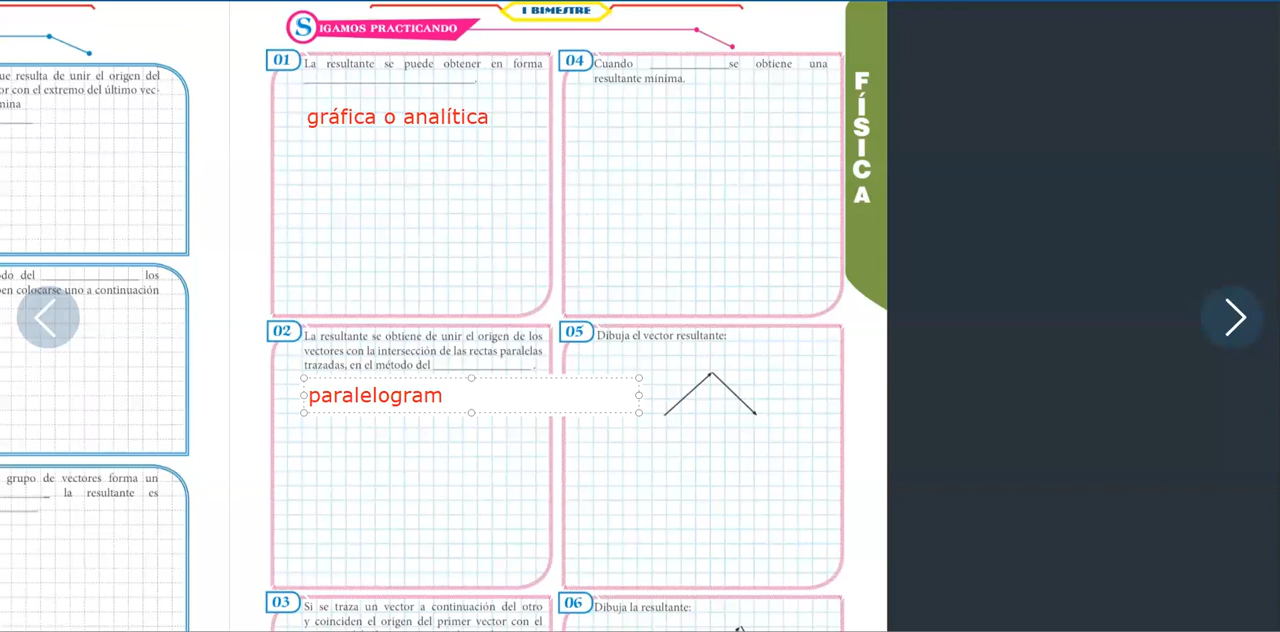 I BIMESTRE
SIGAMOS PRACTICANDO
ue resulta de unir el origen del
or con el extremo del último vec-
mina
do del ____________ los
en colocarse uno a continuación
grupo de vectores forma un
________ la resultante es
01 La resultante se puede obtener en forma
____________.
gráfica o analítica
02 La resultante se obtiene de unir el origen de los
vectores con la intersección de las rectas paralelas
trazadas, en el método del ____________.
paralelogram
03 Si se traza un vector a continuación del otro
y coinciden el origen del primer vector con el
04 Cuando ____________se obtiene una
resultante mínima.
05 Dibuja el vector resultante:
06 Dibuja la resultante:
FÍSICA